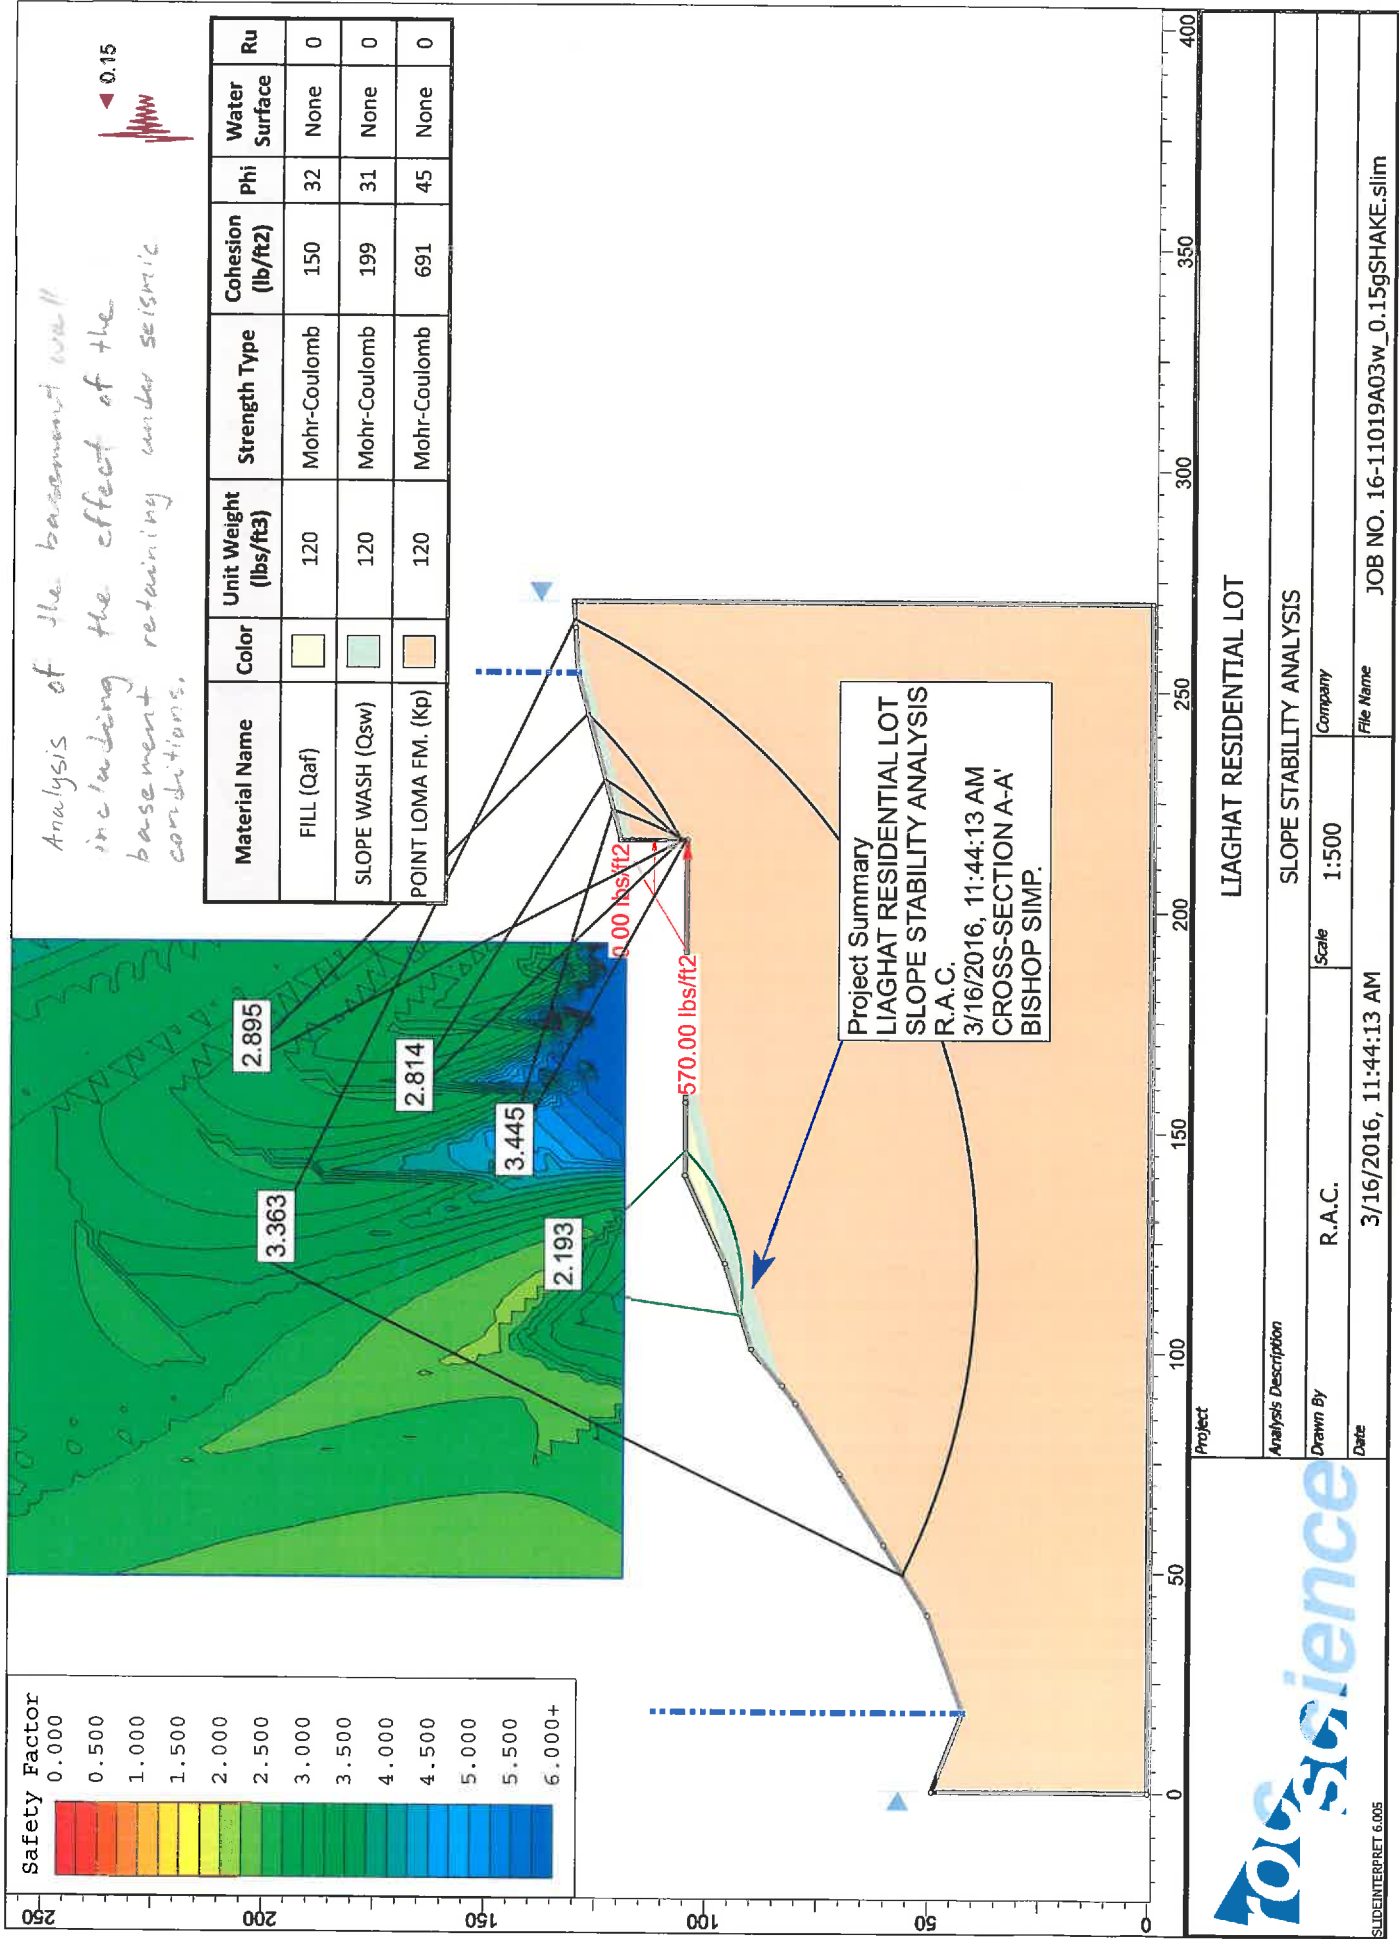 Analysis of the basement wall
including the effect of the
basement retaining under seismic
conditions.
0.15
Safety Factor
0.000
0.500
1.000
1.500
2.000
2.500
3.000
3.500
4.000
4.500
5.000
5.500
6.000+
Material Name Color Unit Weight (lbs/ft3) Strength Type Cohesion (lb/ft2) Phi Water Surface Ru
FILL (Qaf) 120 Mohr-Coulomb 150 32 None 0
SLOPE WASH (Qsw) 120 Mohr-Coulomb 199 31 None 0
POINT LOMA FM. (Kp) 120 Mohr-Coulomb 691 45 None 0
2.895
2.814
3.445
3.363
2.193
0.00 lbs/ft2
570.00 lbs/ft2
Project Summary
LIAGHAT RESIDENTIAL LOT
SLOPE STABILITY ANALYSIS
R.A.C.
3/16/2016, 11:44:13 AM
CROSS-SECTION A-A'
BISHOP SIMP.
250
200
150
100
50
0
0 50 100 150 200 250 300 350 400
rocscience
SLIDEINTERPRET 6.005
Project
LIAGHAT RESIDENTIAL LOT
Analysis Description
SLOPE STABILITY ANALYSIS
Drawn By R.A.C. Scale 1:500 Company
Date 3/16/2016, 11:44:13 AM File Name JOB NO. 16-11019A03w_0.15gSHAKE.slim